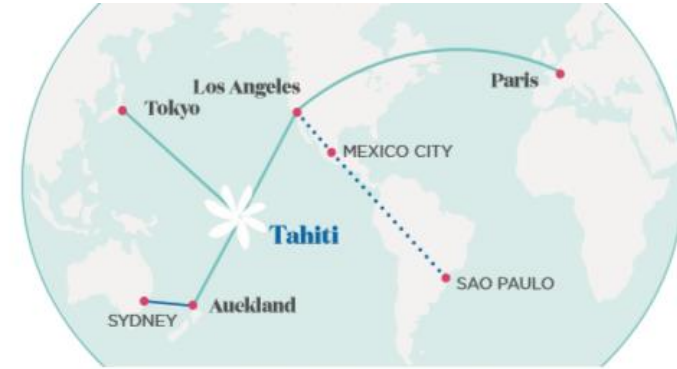 Los Angeles
Paris
Tokyo
MEXICO CITY
Tahiti
SAO PAULO
Auckland
SYDNEY